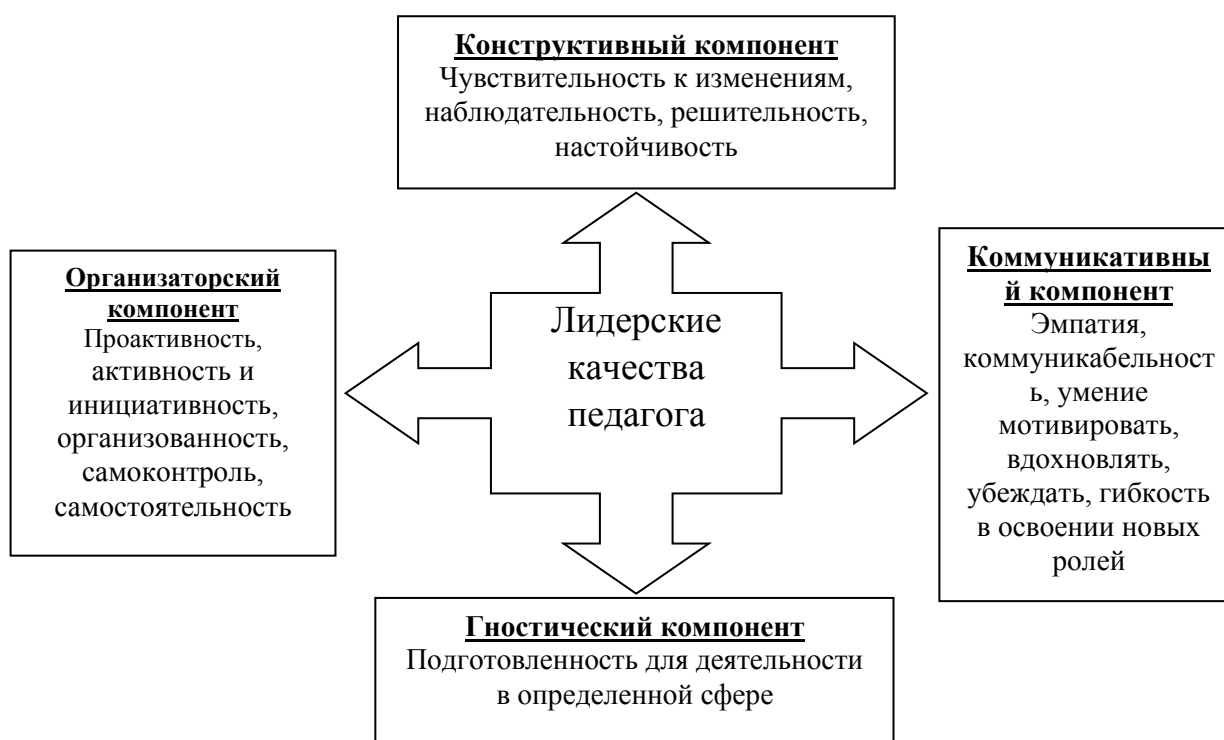 Конструктивный компонент
Чувствительность к изменениям,
наблюдательность, решительность,
настойчивость
Организаторский
компонент
Проактивность,
активность и
инициативность,
организованность,
самоконтроль,
самостоятельность
Лидерские
качества
педагога
Коммуникативны
й компонент
Эмпатия,
коммуникабельност
ь, умение
мотивировать,
вдохновлять,
убеждать, гибкость
в освоении новых
ролей
Гностический компонент
Подготовленность для деятельности
в определенной сфере